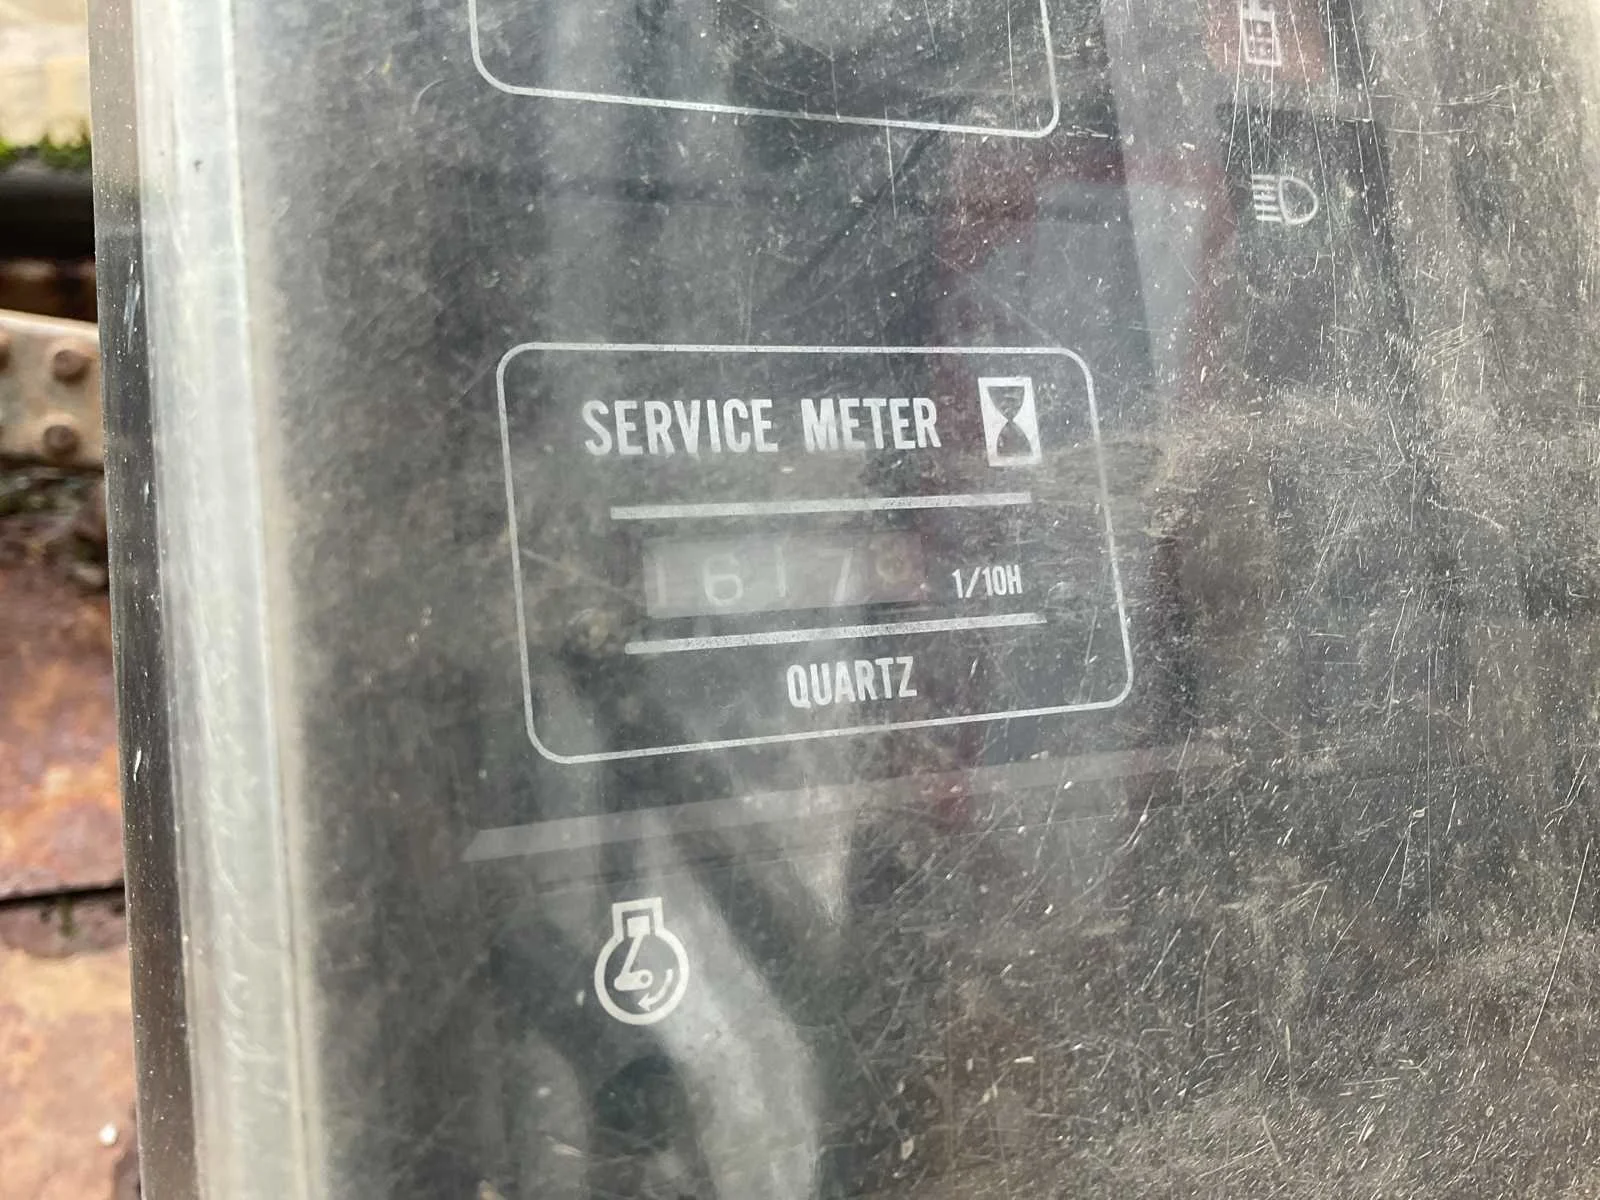 SERVICE METER
1617
1/10H
QUARTZ